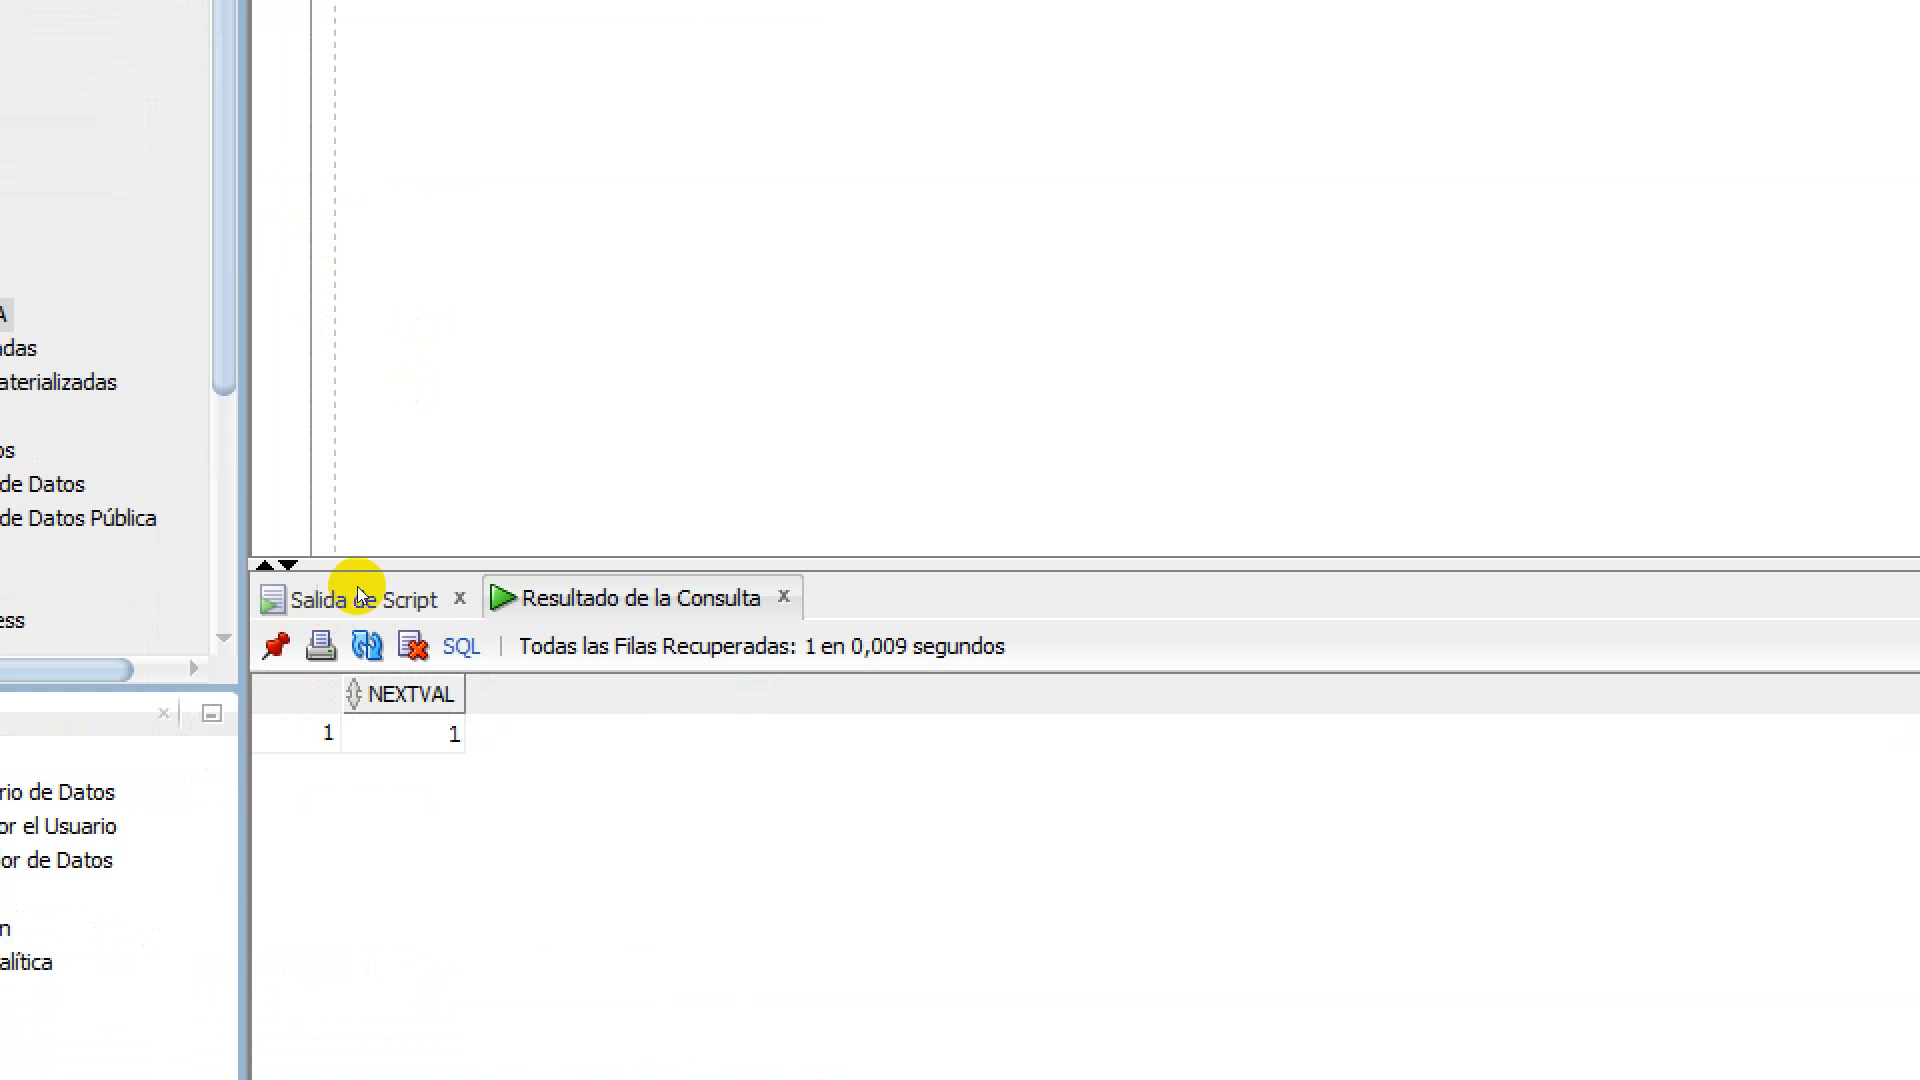 A
adas
aterializadas
os
de Datos
de Datos Pública
ess
Salida de Script x
Resultado de la Consulta x
SQL | Todas las Filas Recuperadas: 1 en 0,009 segundos
NEXTVAL
1 1
rio de Datos
or el Usuario
or de Datos
n
alítica